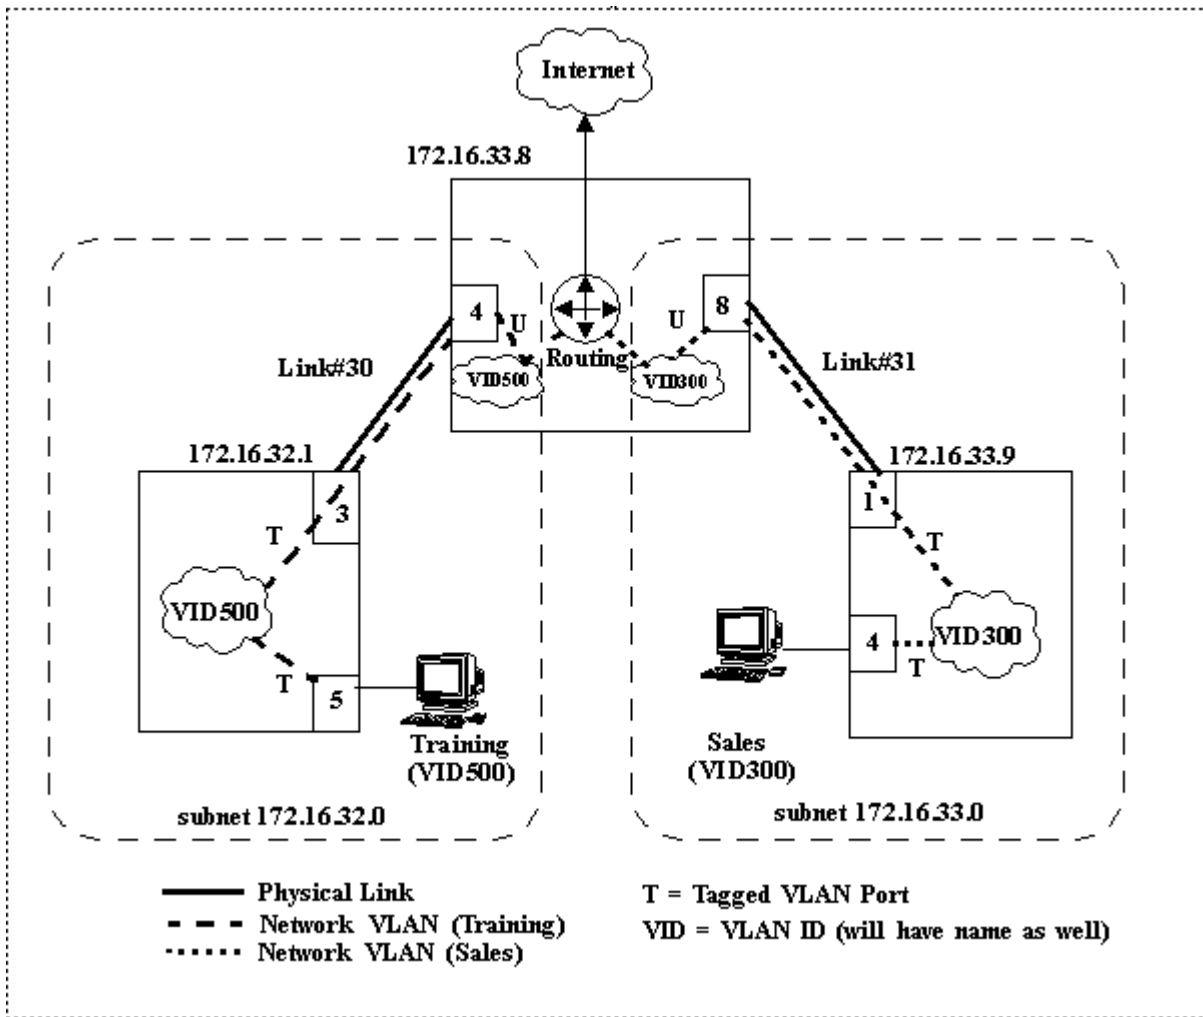 Internet
172.16.33.8
4
8
U
U
Routing
VID500
VID300
Link#30
Link#31
172.16.32.1
172.16.33.9
3
1
T
T
VID500
VID300
4
T
T
5
Training
(VID500)
Sales
(VID300)
subnet 172.16.32.0
subnet 172.16.33.0
Physical Link
Network VLAN (Training)
Network VLAN (Sales)
T = Tagged VLAN Port
VID = VLAN ID (will have name as well)